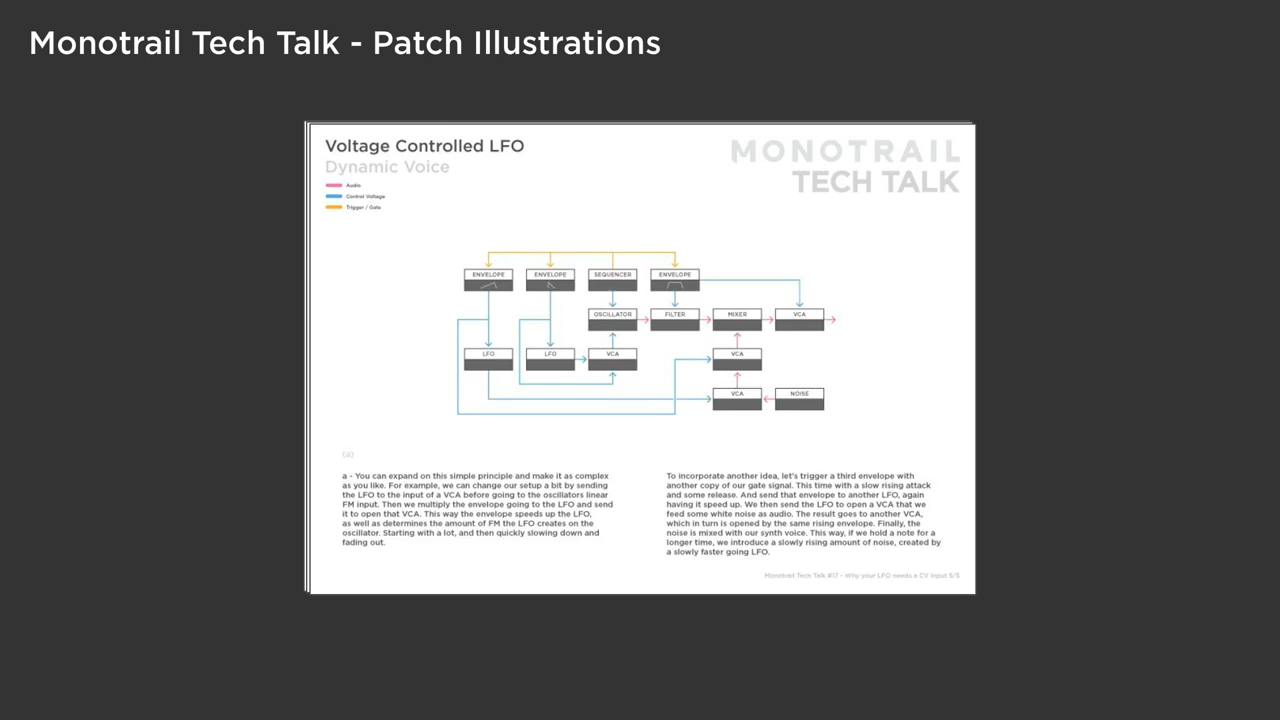 Monotrail Tech Talk - Patch Illustrations
Voltage Controlled LFO
Dynamic Voice
MONOTRAIL
TECH TALK
Audio
Control Voltage
Trigger / Gate
ENVELOPE ENVELOPE SEQUENCER ENVELOPE
OSCILLATOR FILTER MIXER VCA
LFO LFO VCA VCA
VCA NOISE
(a)
a - You can expand on this simple principle and make it as complex
as you like. For example, we can change our setup a bit by sending
the LFO to the input of a VCA before going to the oscillators linear
FM input. Then we multiply the envelope going to the LFO and send
it to open that VCA. This way the envelope speeds up the LFO,
as well as determines the amount of FM the LFO creates on the
oscillator. Starting with a lot, and then quickly slowing down and
fading out.
To incorporate another idea, let's trigger a third envelope with
another copy of our gate signal. This time with a slow rising attack
and some release. And send that envelope to another LFO, again
having it speed up. We then send the LFO to open a VCA that we
feed some white noise as audio. The result goes to another VCA,
which in turn is opened by the same rising envelope. Finally, the
noise is mixed with our synth voice. This way, if we hold a note for a
longer time, we introduce a slowly rising amount of noise, created by
a slowly faster going LFO.
Monotrail Tech Talk #17 - Why your LFO needs a CV input 5/5